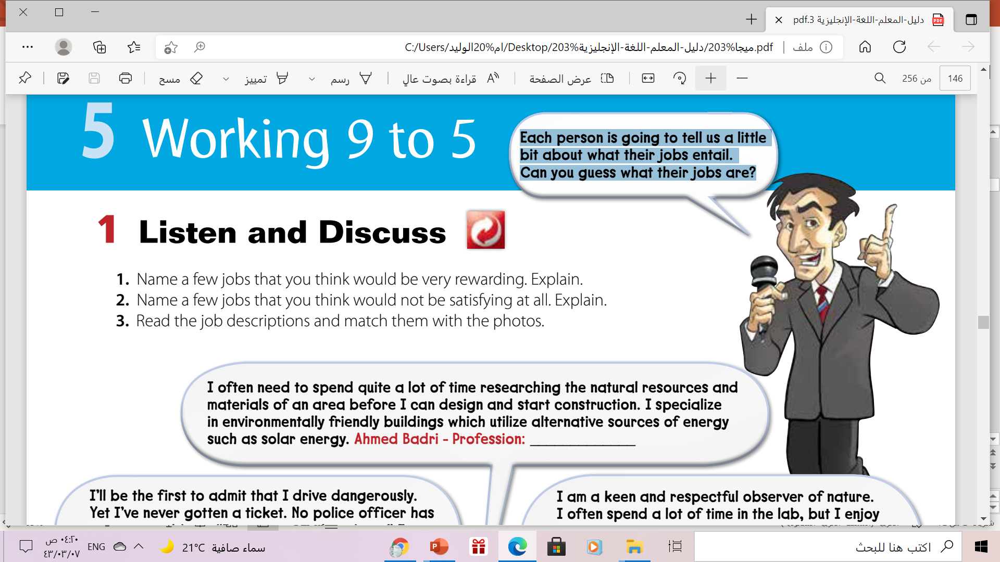 دليل-المعلم-اللغة-الإنجليزية 3.pdf
C:/Users/ام%20الوليد/Desktop/ميجا%203/دليل-المعلم-اللغة-الإنجليزية%203.pdf
ملف
مسح
تمييز
رسم
قراءة بصوت عالٍ
عرض الصفحة
من 256
146
5 Working 9 to 5
Each person is going to tell us a little
bit about what their jobs entail.
Can you guess what their jobs are?
1 Listen and Discuss
1. Name a few jobs that you think would be very rewarding. Explain.
2. Name a few jobs that you think would not be satisfying at all. Explain.
3. Read the job descriptions and match them with the photos.
I often need to spend quite a lot of time researching the natural resources and
materials of an area before I can design and start construction. I specialize
in environmentally friendly buildings which utilize alternative sources of energy
such as solar energy. Ahmed Badri - Profession: _____________
I'll be the first to admit that I drive dangerously.
Yet I've never gotten a ticket. No police officer has
I am a keen and respectful observer of nature.
I often spend a lot of time in the lab, but I enjoy
٠٤:٢٠ ص
٤٣/٠٣/٠٧
ENG
21°C سماء صافية
اكتب هنا للبحث